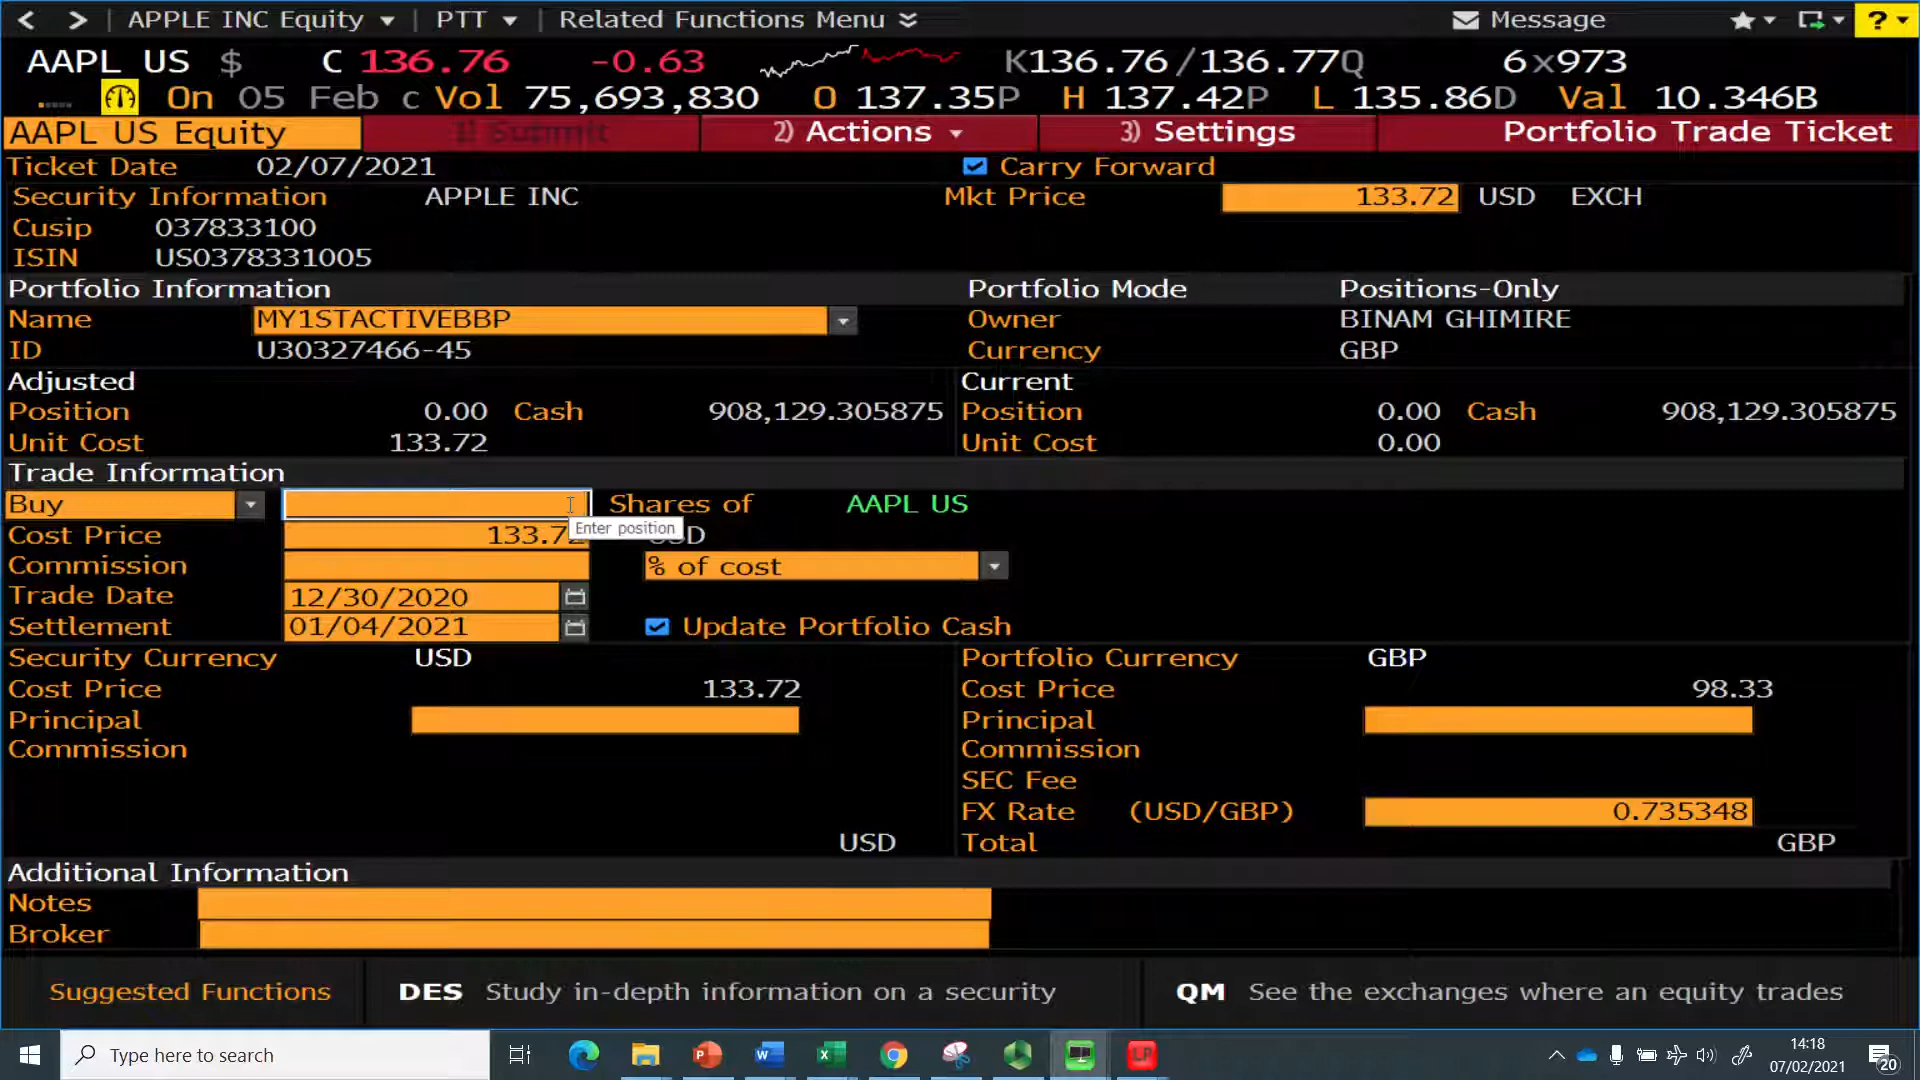 < > APPLE INC Equity PTT Related Functions Menu Message ?
AAPL US $ C 136.76 -0.63 K136.76/136.77Q 6x973
On 05 Feb c Vol 75,693,830 O 137.35P H 137.42P L 135.86D Val 10.346B
AAPL US Equity 1) Submit 2) Actions 3) Settings Portfolio Trade Ticket
Ticket Date 02/07/2021 Carry Forward
Security Information APPLE INC Mkt Price 133.72 USD EXCH
Cusip 037833100
ISIN US0378331005
Portfolio Information Portfolio Mode Positions-Only
Name MY1STACTIVEBBP Owner BINAM GHIMIRE
ID U30327466-45 Currency GBP
Adjusted Current
Position 0.00 Cash 908,129.305875 Position 0.00 Cash 908,129.305875
Unit Cost 133.72 Unit Cost 0.00
Trade Information
Buy Shares of AAPL US
Enter position
Cost Price 133.72
Commission % of cost
Trade Date 12/30/2020
Settlement 01/04/2021 Update Portfolio Cash
Security Currency USD Portfolio Currency GBP
Cost Price 133.72 Cost Price 98.33
Principal Principal
Commission Commission
SEC Fee
FX Rate (USD/GBP) 0.735348
USD Total GBP
Additional Information
Notes
Broker
Suggested Functions DES Study in-depth information on a security QM See the exchanges where an equity trades
Type here to search
14:18
07/02/2021
20